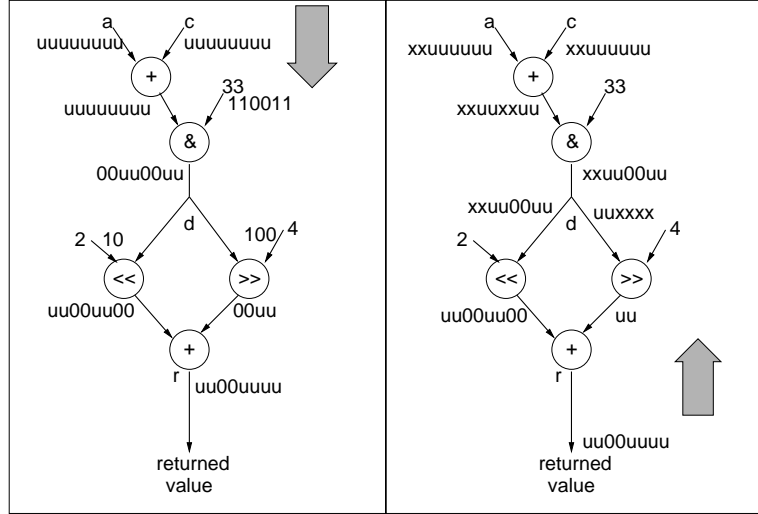 a c
uuuuuuuu uuuuuuuu
+
33
uuuuuuuu 110011
&
00uu00uu
d
2 10 100 4
<< >>
uu00uu00 00uu
+
r
uu00uuuu
returned
value
a c
xxuuuuuu xxuuuuuu
+
33
xxuuxxuu
&
xxuu00uu
xxuu00uu uuxxxx
d
2 4
<< >>
uu00uu00 uu
+
r
uu00uuuu
returned
value